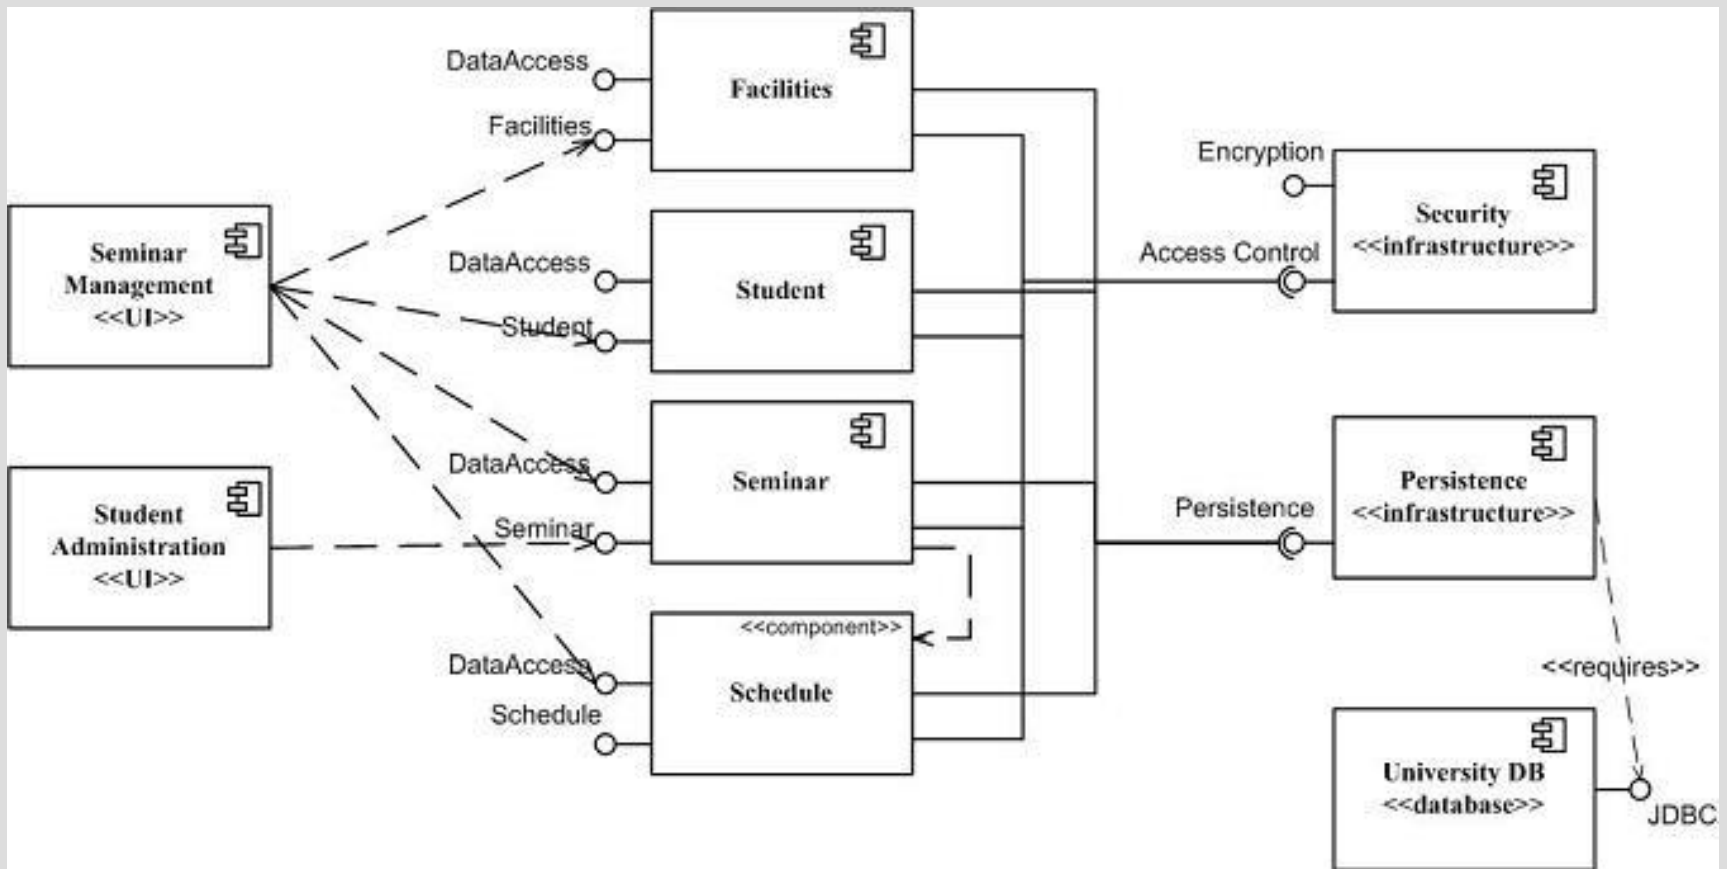 DataAccess
Facilities
Facilities
Encryption
Security
<<infrastructure>>
Access Control
Seminar
Management
<<UI>>
DataAccess
Student
Student
DataAccess
Seminar
Seminar
Persistence
Persistence
<<infrastructure>>
Student
Administration
<<UI>>
<<component>>
DataAccess
Schedule
Schedule
<<requires>>
University DB
<<database>>
JDBC